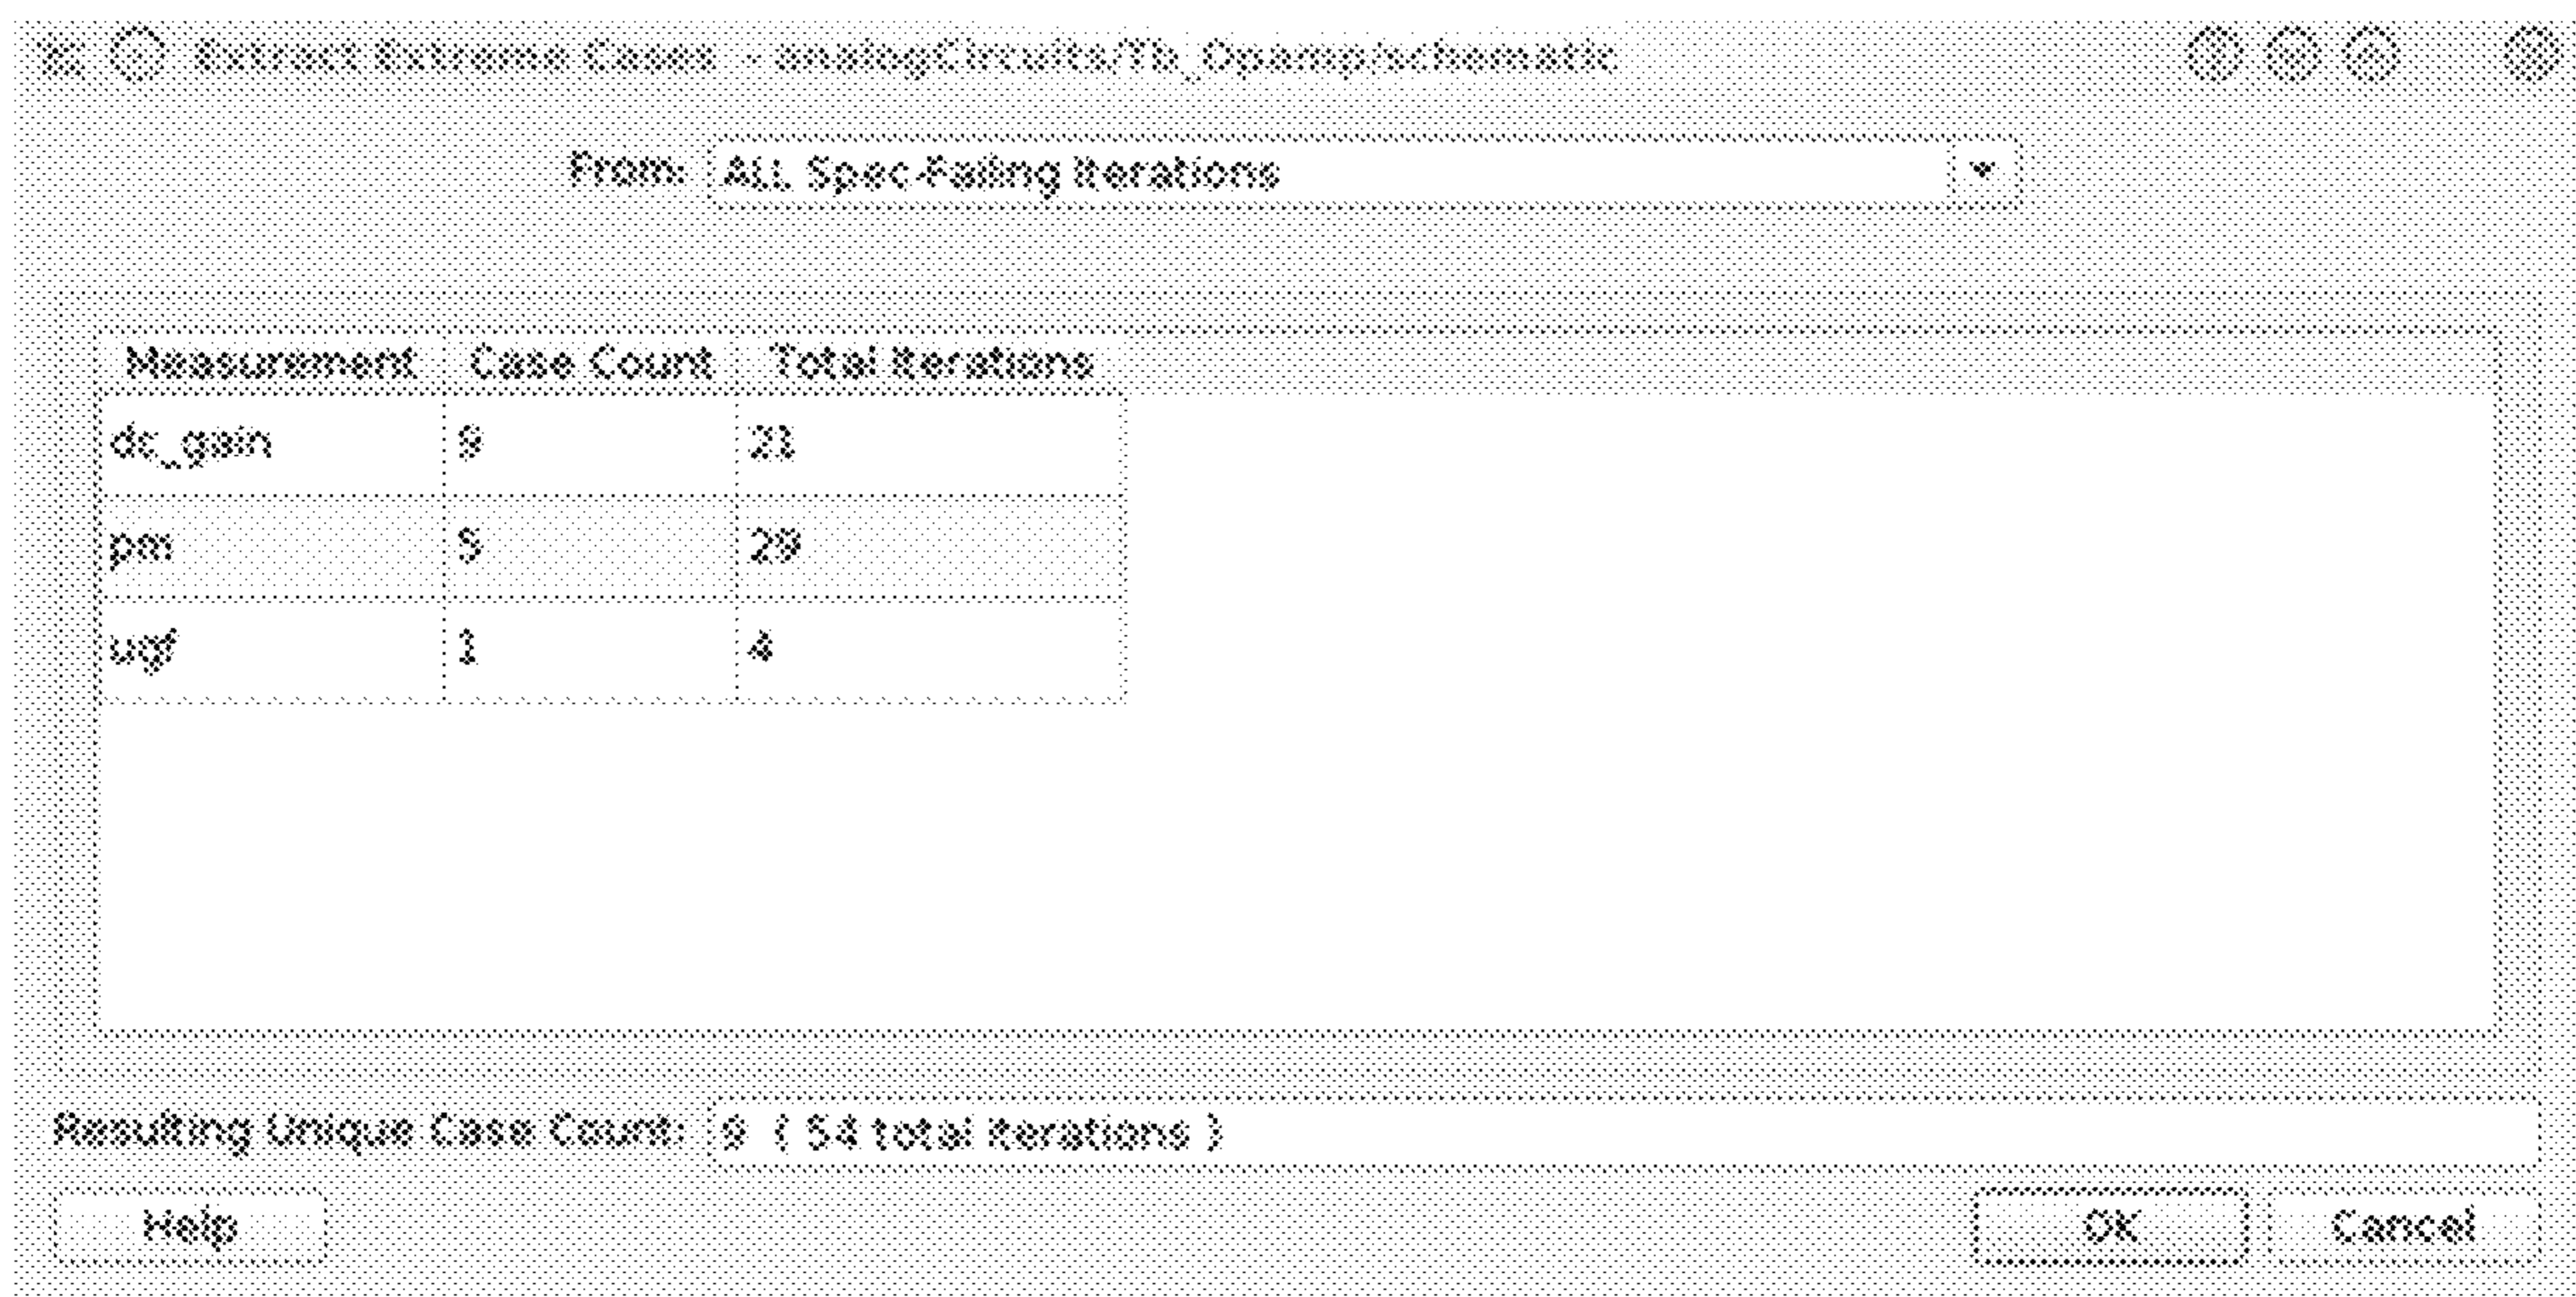 Extract Extreme Cases - analogCircuits/Tb_Opamp/schematic
From: ALL Spec-Failing Iterations
Measurement Case Count Total Iterations
dc_gain 9 21
pm 5 29
ugf 1 4
Resulting Unique Case Count: 9 ( 54 total iterations )
Help OK Cancel